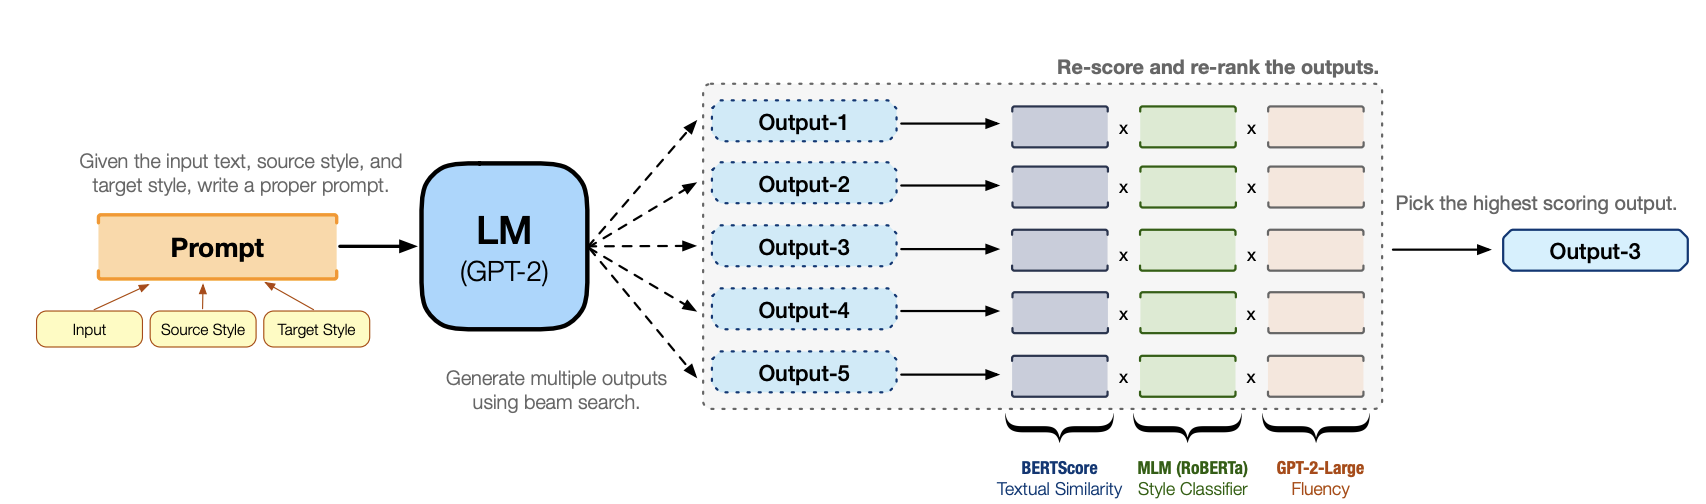 Given the input text, source style, and
target style, write a proper prompt.
Prompt
Input
Source Style
Target Style
LM
(GPT-2)
Generate multiple outputs
using beam search.
Re-score and re-rank the outputs.
Output-1
x
x
Output-2
x
x
Output-3
x
x
Output-4
x
x
Output-5
x
x
BERTScore
Textual Similarity
MLM (RoBERTa)
Style Classifier
GPT-2-Large
Fluency
Pick the highest scoring output.
Output-3